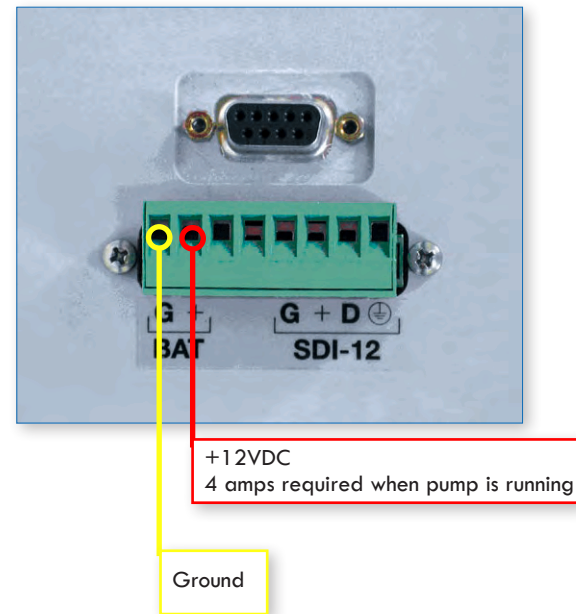 G + G + D
BAT SDI-12
+12VDC
4 amps required when pump is running
Ground